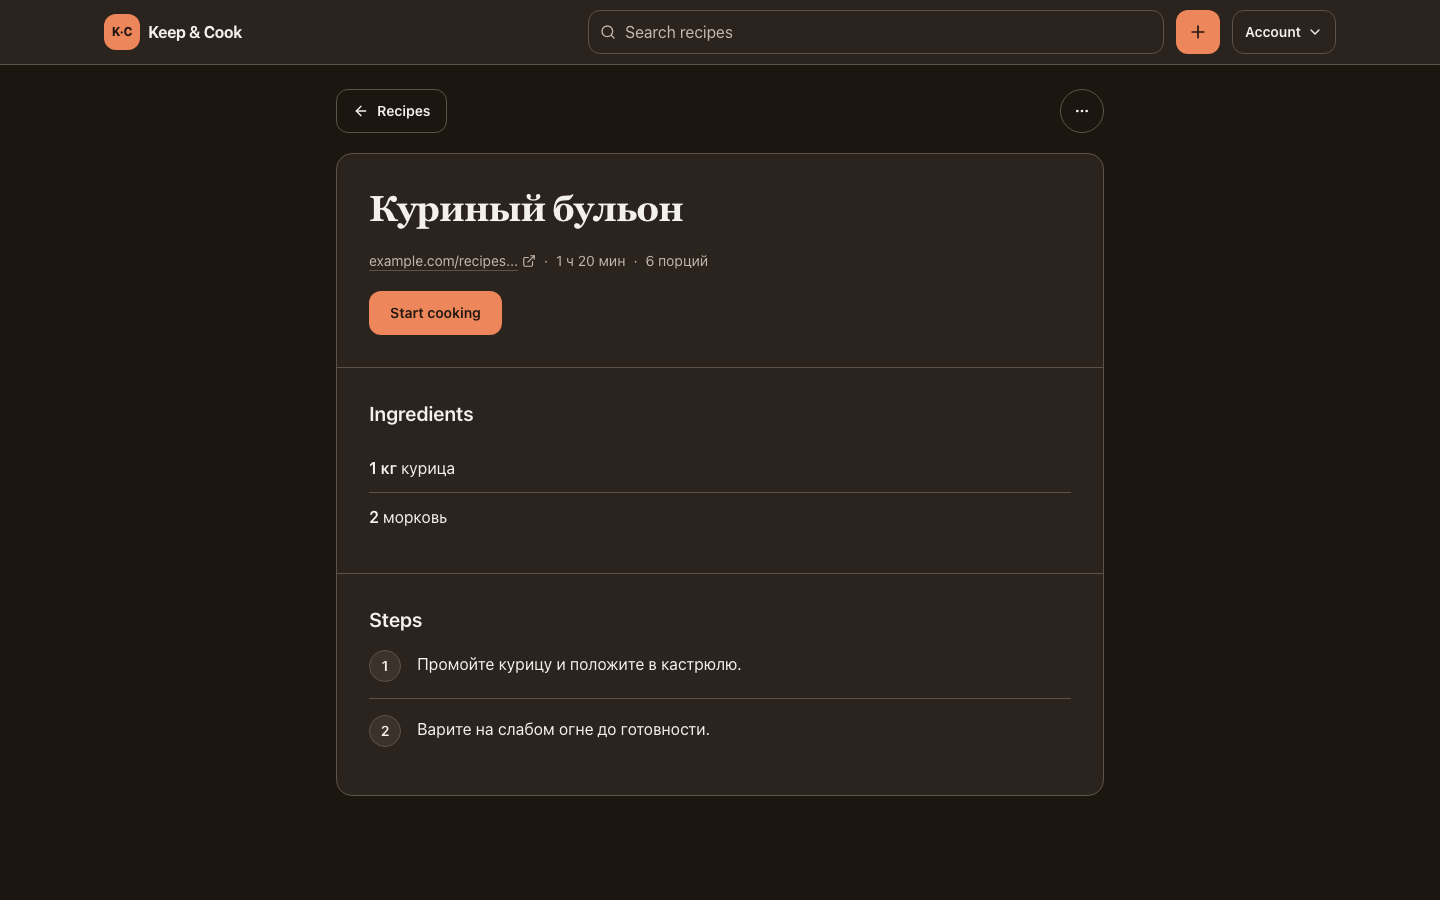 K·C Keep & Cook
Search recipes
Account
Recipes
Куриный бульон
example.com/recipes... · 1 ч 20 мин · 6 порций
Start cooking
Ingredients
1 кг курица
2 морковь
Steps
1 Промойте курицу и положите в кастрюлю.
2 Варите на слабом огне до готовности.